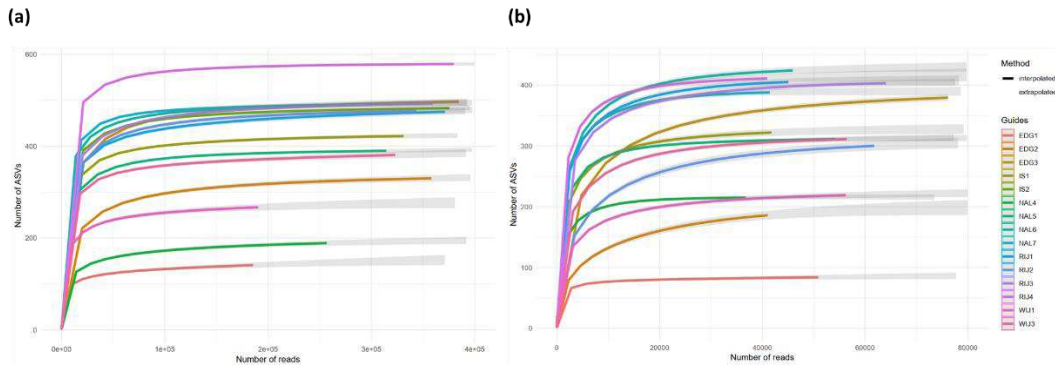 (a)
(b)
600
400
200
0
Number of ASVs
0e+00
1e+05
2e+05
3e+05
4e+05
Number of reads
400
300
200
100
0
Number of ASVs
0
20000
40000
60000
80000
Number of reads
Method
interpolated
extrapolated
Guides
EDG1
EDG2
EDG3
IS1
IS2
NAL4
NAL5
NAL6
NAL7
RIJ1
RIJ2
RIJ3
RIJ4
WIJ1
WIJ3